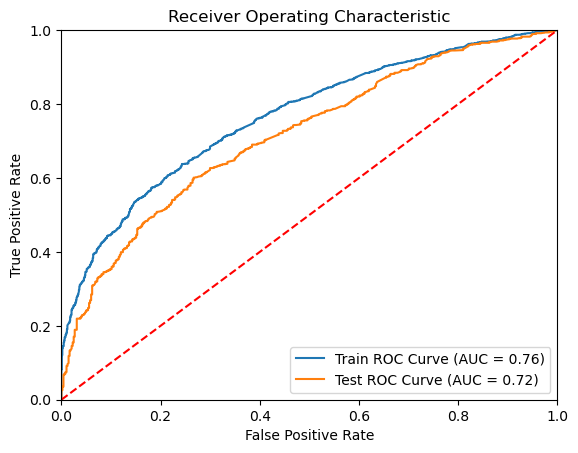 Receiver Operating Characteristic
True Positive Rate
1.0
0.8
0.6
0.4
0.2
0.0
Train ROC Curve (AUC = 0.76)
Test ROC Curve (AUC = 0.72)
0.0 0.2 0.4 0.6 0.8 1.0
False Positive Rate